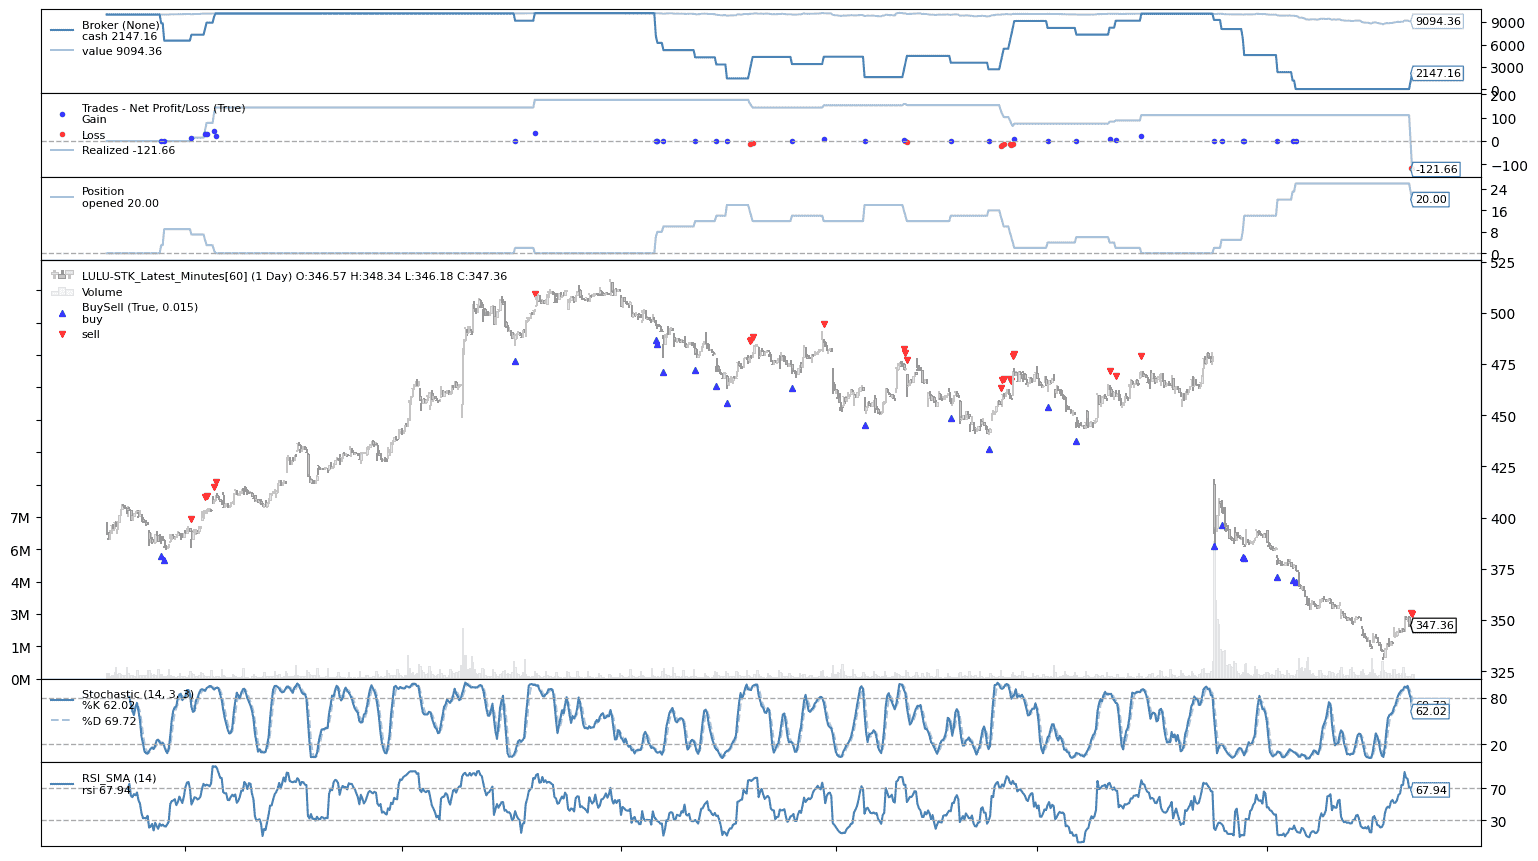 Broker (None)
cash 2147.16
value 9094.36
9094.36
2147.16
9000
6000
3000
0
Trades - Net Profit/Loss (True)
Gain
Loss
Realized -121.66
-121.66
200
100
0
−100
Position
opened 20.00
20.00
24
16
8
0
LULU-STK_Latest_Minutes[60] (1 Day) O:346.57 H:348.34 L:346.18 C:347.36
Volume
BuySell (True, 0.015)
buy
sell
525
500
475
450
425
400
375
350
325
347.36
7M
6M
4M
3M
1M
0M
Stochastic (14, 3, 3)
%K 62.02
%D 69.72
80
20
62.02
RSI_SMA (14)
rsi 67.94
70
30
67.94